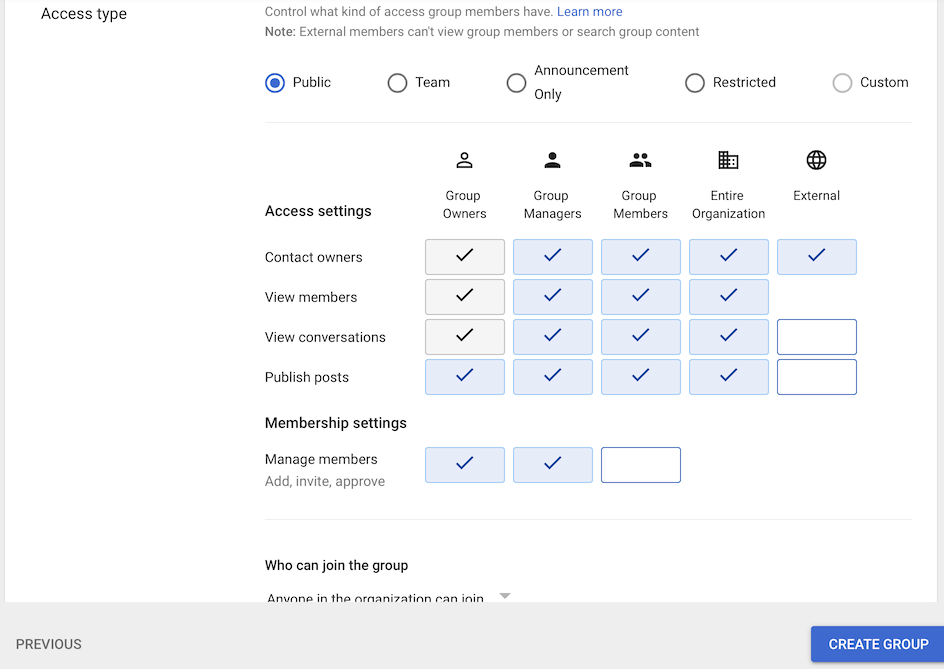 Access type
Control what kind of access group members have. Learn more
Note: External members can't view group members or search group content
Public
Team
Announcement
Only
Restricted
Custom
Access settings
Group
Owners
Group
Managers
Group
Members
Entire
Organization
External
Contact owners
View members
View conversations
Publish posts
Membership settings
Manage members
Add, invite, approve
Who can join the group
Anyone in the organization can join
PREVIOUS
CREATE GROUP